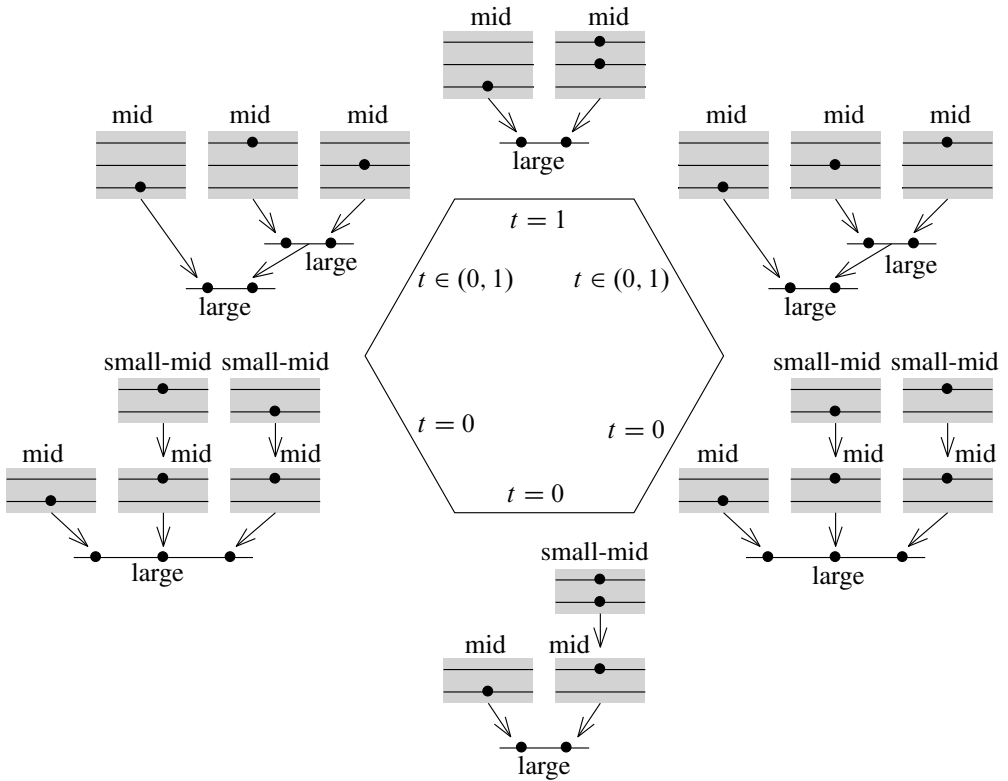 mid mid
large
mid mid mid
large
large
mid mid mid
large
large
t = 1
t ∈ (0, 1) t ∈ (0, 1)
t = 0 t = 0
t = 0
small-mid small-mid
mid mid mid
large
small-mid small-mid
mid mid mid
large
small-mid
mid mid
large